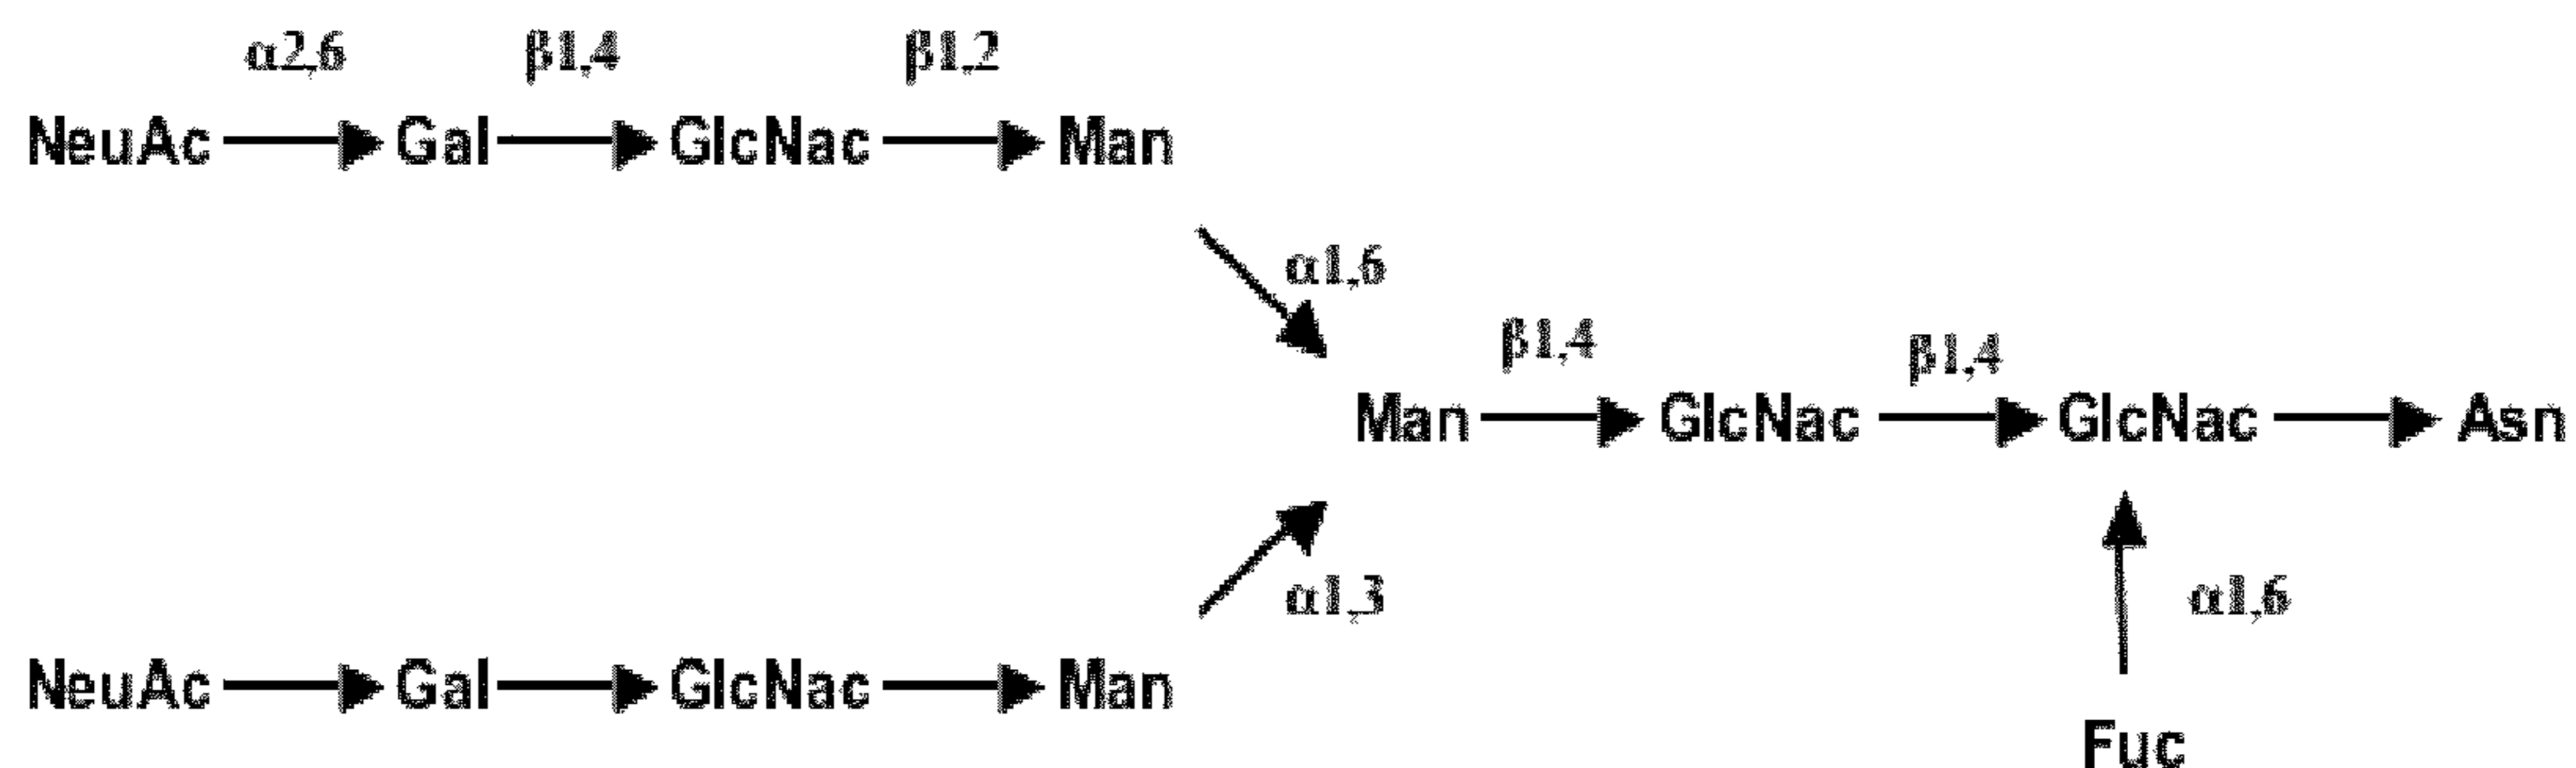 α2,6 β1,4 β1,2
NeuAc Gal GlcNac Man
α1,6
β1,4 β1,4
Man GlcNac GlcNac Asn
α1,3 α1,6
NeuAc Gal GlcNac Man
Fuc